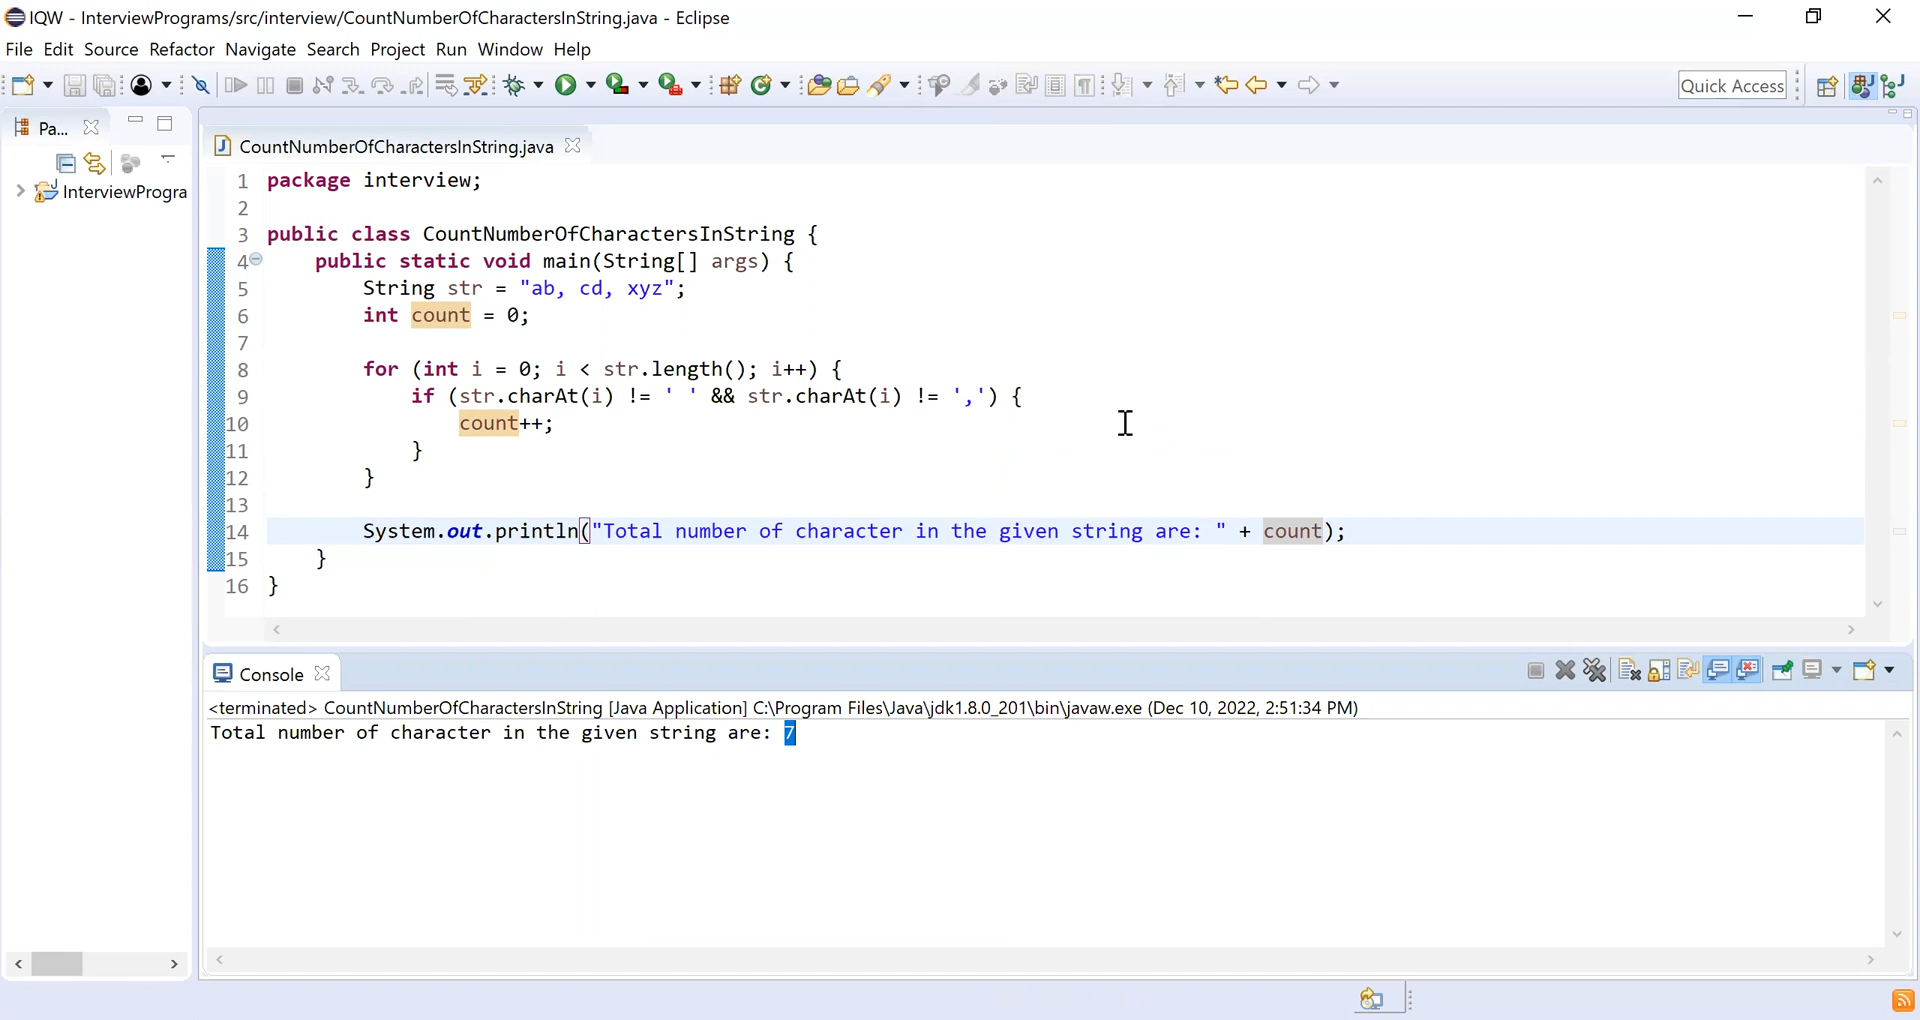 IQW - InterviewPrograms/src/interview/CountNumberOfCharactersInString.java - Eclipse
File Edit Source Refactor Navigate Search Project Run Window Help
Quick Access
Pa...
InterviewProgra
CountNumberOfCharactersInString.java
1 package interview;
2
3 public class CountNumberOfCharactersInString {
4 public static void main(String[] args) {
5 String str = "ab, cd, xyz";
6 int count = 0;
7
8 for (int i = 0; i < str.length(); i++) {
9 if (str.charAt(i) != ' ' && str.charAt(i) != ',') {
10 count++;
11 }
12 }
13
14 System.out.println("Total number of character in the given string are: " + count);
15 }
16 }
Console
<terminated> CountNumberOfCharactersInString [Java Application] C:\Program Files\Java\jdk1.8.0_201\bin\javaw.exe (Dec 10, 2022, 2:51:34 PM)
Total number of character in the given string are: 7